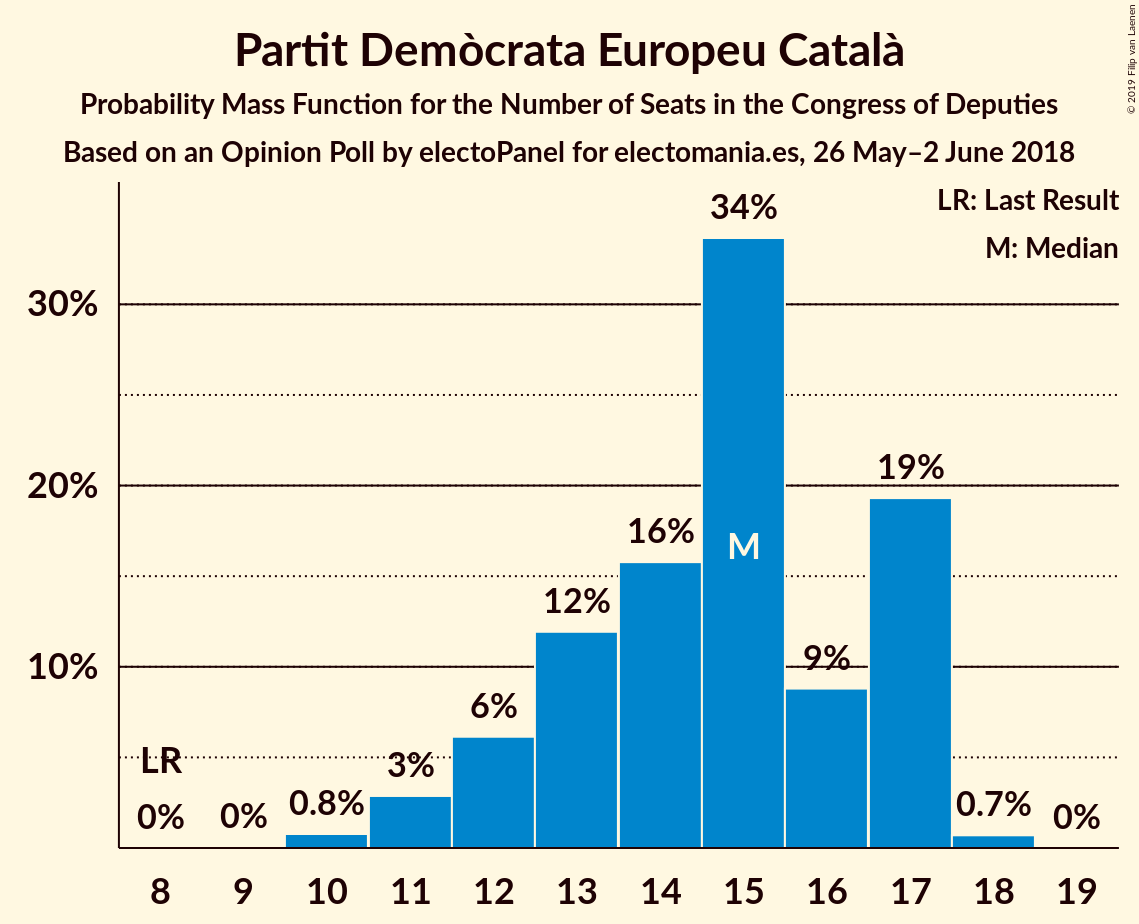 Partit Demòcrata Europeu Català
Probability Mass Function for the Number of Seats in the Congress of Deputies
Based on an Opinion Poll by electoPanel for electomania.es, 26 May–2 June 2018
© 2019 Filip van Laenen
LR: Last Result
M: Median
30%
20%
10%
LR
0%
0%
0.8%
3%
6%
12%
16%
34%
M
9%
19%
0.7%
0%
8 9 10 11 12 13 14 15 16 17 18 19